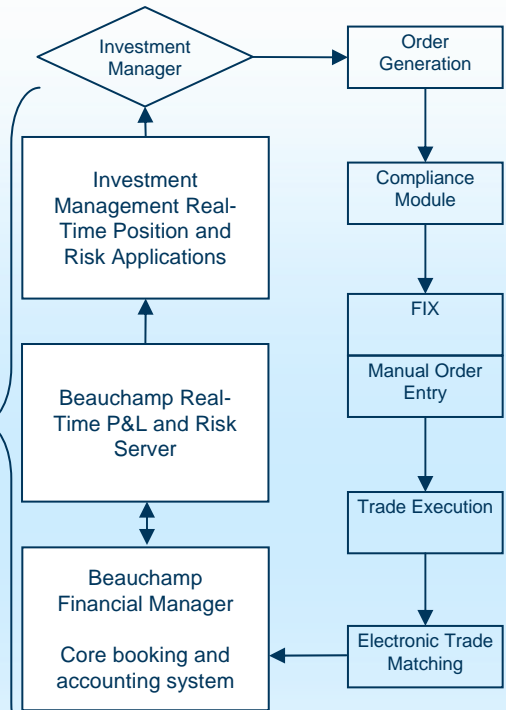 Investment
Manager
Order
Generation
Investment
Management Real-
Time Position and
Risk Applications
Compliance
Module
FIX
Manual Order
Entry
Beauchamp Real-
Time P&L and Risk
Server
Trade Execution
Beauchamp
Financial Manager
Core booking and
accounting system
Electronic Trade
Matching